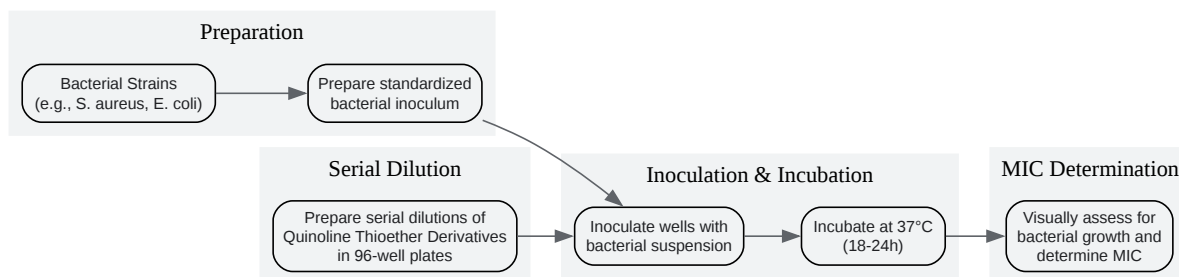 Preparation
Bacterial Strains
(e.g., S. aureus, E. coli)
Prepare standardized
bacterial inoculum
Serial Dilution
Prepare serial dilutions of
Quinoline Thioether Derivatives
in 96-well plates
Inoculation & Incubation
Inoculate wells with
bacterial suspension
Incubate at 37°C
(18-24h)
MIC Determination
Visually assess for
bacterial growth and
determine MIC